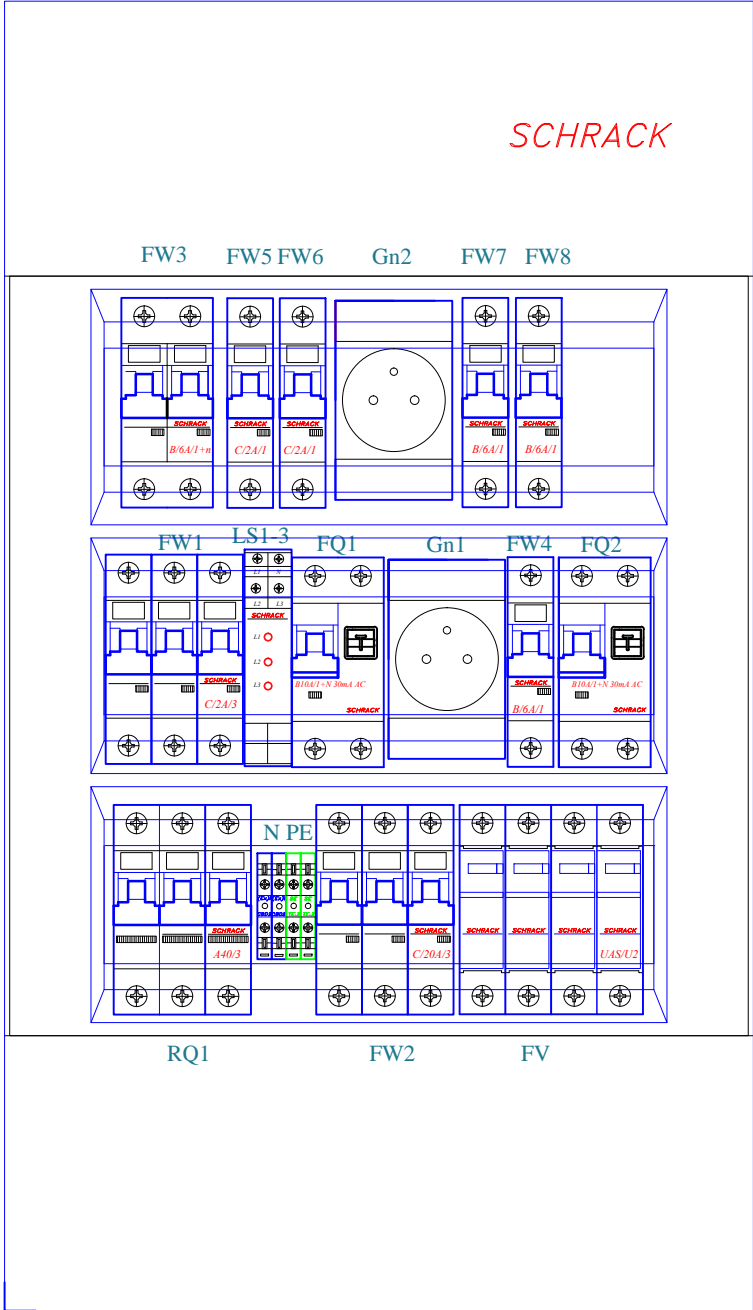 SCHRACK
FW3 FW5 FW6 Gn2 FW7 FW8
SCHRACK SCHRACK SCHRACK SCHRACK SCHRACK
B/6A/1+n C/2A/1 C/2A/1 B/6A/1 B/6A/1
FW1 LS1-3 FQ1 Gn1 FW4 FQ2
L1 N
L2 L3
SCHRACK
L1
L2
L3
SCHRACK
C/2A/3
B10A/1+N 30mA AC
SCHRACK
SCHRACK
B/6A/1
B10A/1+N 30mA AC
SCHRACK
N PE
SCHRACK
A40/3
SCHRACK
C/20A/3
SCHRACK SCHRACK SCHRACK SCHRACK
UAS/U2
RQ1 FW2 FV